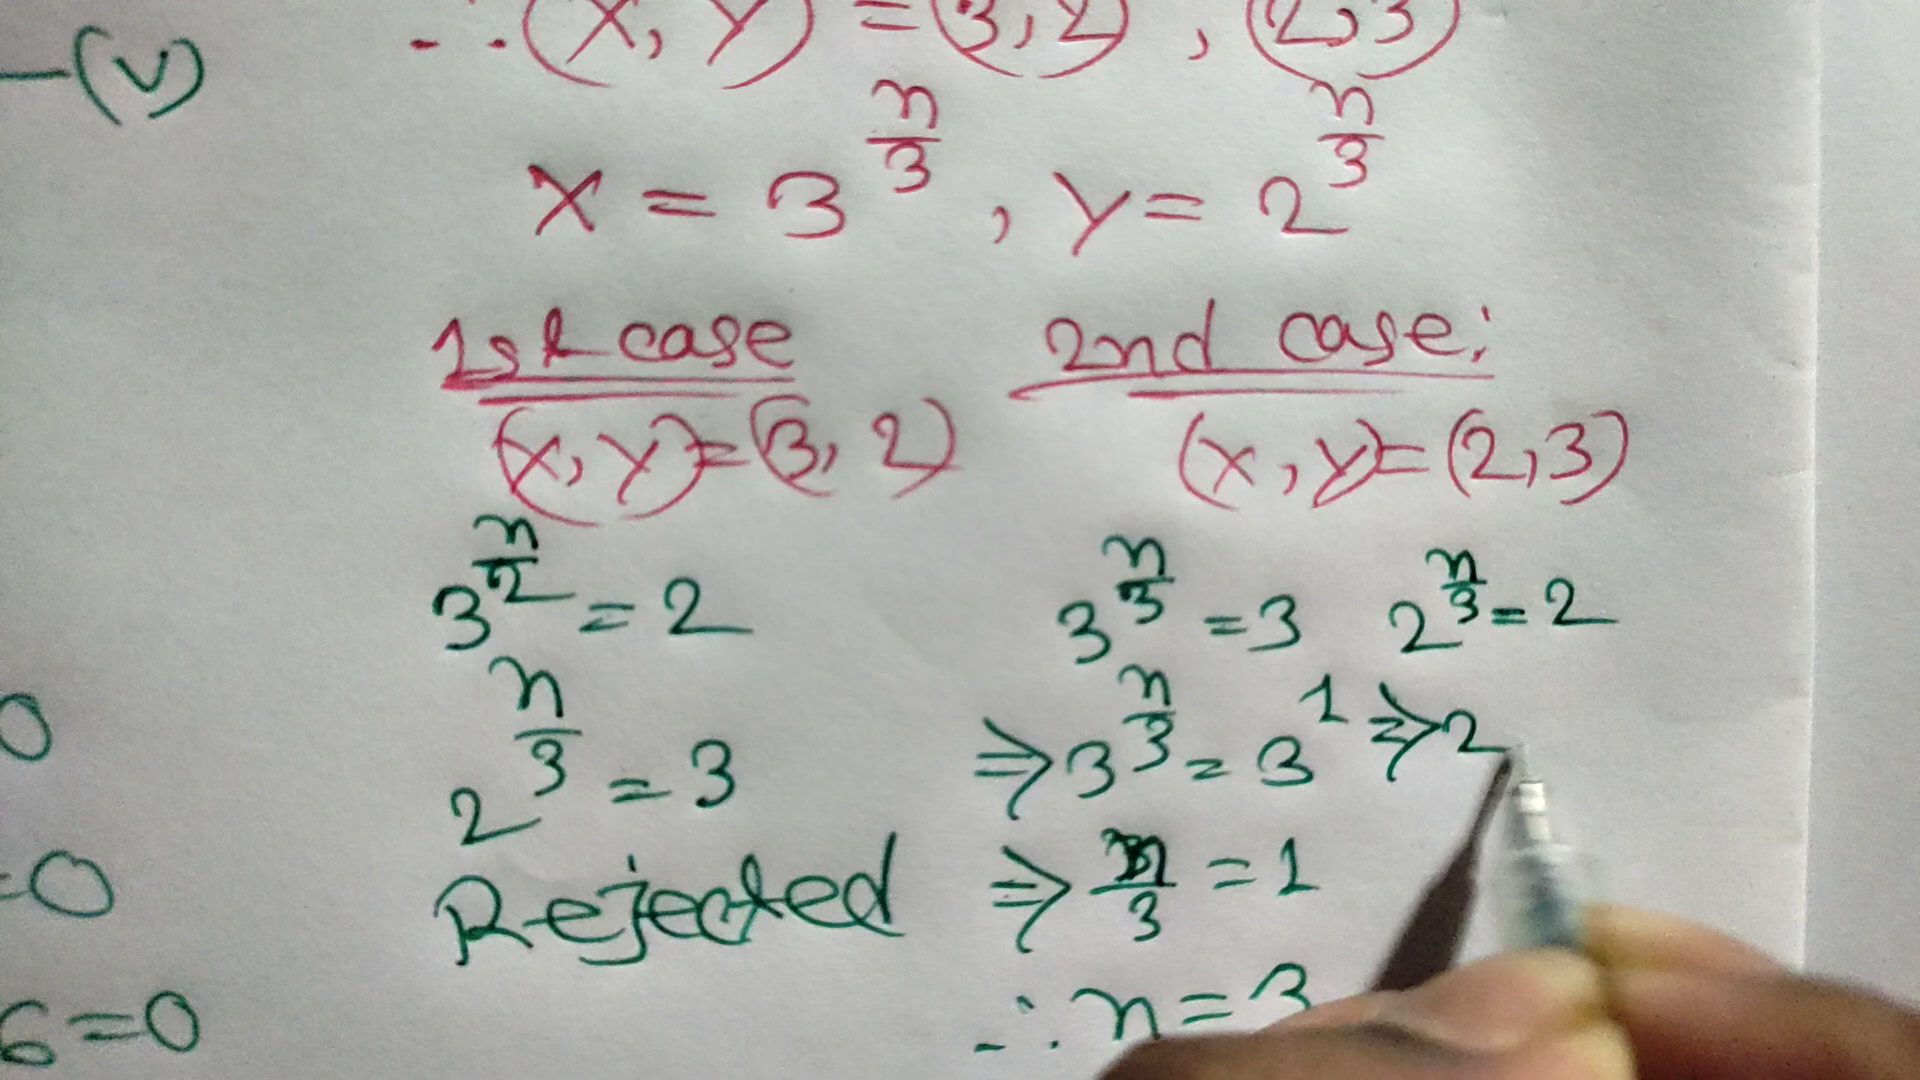 —(v)
∴ (x, y) = (3, 2) , (2, 3)
x = 3^(n/3) , y = 2^(n/3)
1st case
2nd case:
(x, y) = (3, 2)
(x, y) = (2, 3)
3^(n/2) = 2
3^(n/3) = 3 2^(n/3) = 2
2^(n/3) = 3
⇒ 3^(n/3) = 3^1 ⇒ 2
Rejected
⇒ n/3 = 1
∴ n = 3
0
=0
6=0